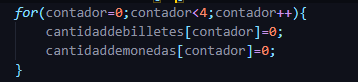 for(contador=0;contador<4;contador++){
cantidaddebilletes[contador]=0;
cantidaddemonedas[contador]=0;
}